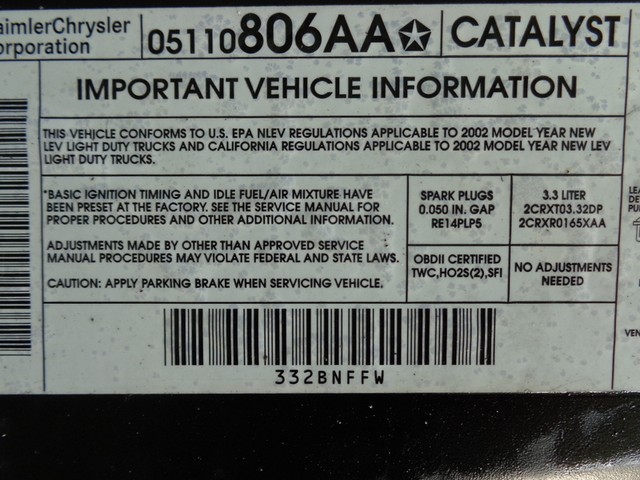 aimlerChrysler
orporation
05110806AA
CATALYST
IMPORTANT VEHICLE INFORMATION
THIS VEHICLE CONFORMS TO U.S. EPA NLEV REGULATIONS APPLICABLE TO 2002 MODEL YEAR NEW
LEV LIGHT DUTY TRUCKS AND CALIFORNIA REGULATIONS APPLICABLE TO 2002 MODEL YEAR NEW LEV
LIGHT DUTY TRUCKS.
*BASIC IGNITION TIMING AND IDLE FUEL/AIR MIXTURE HAVE
BEEN PRESET AT THE FACTORY. SEE THE SERVICE MANUAL FOR
PROPER PROCEDURES AND OTHER ADDITIONAL INFORMATION.
ADJUSTMENTS MADE BY OTHER THAN APPROVED SERVICE
MANUAL PROCEDURES MAY VIOLATE FEDERAL AND STATE LAWS.
CAUTION: APPLY PARKING BRAKE WHEN SERVICING VEHICLE.
SPARK PLUGS
0.050 IN. GAP
RE14PLP5
3.3 LITER
2CRXT03.32DP
2CRXR0165XAA
OBDII CERTIFIED
TWC,HO2S(2),SFI
NO ADJUSTMENTS
NEEDED
332BNFFW